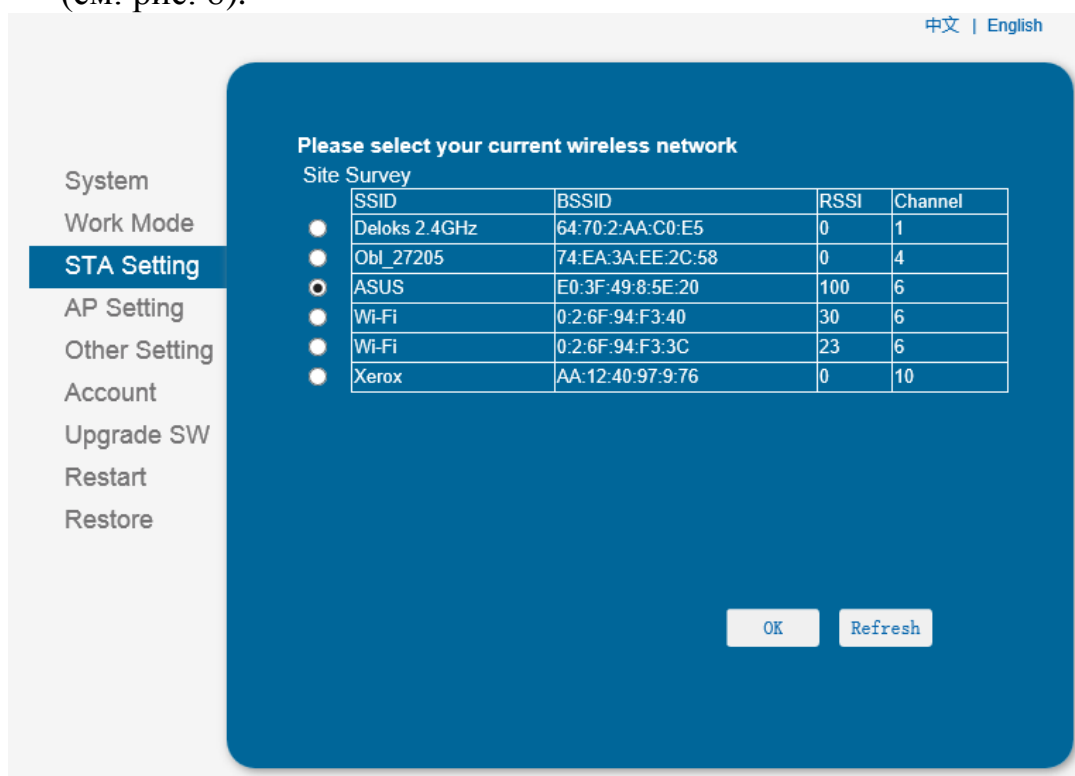 (см. рис. 8).
中文 | English
System
Work Mode
STA Setting
AP Setting
Other Setting
Account
Upgrade SW
Restart
Restore
Please select your current wireless network
Site Survey
SSID BSSID RSSI Channel
Deloks 2.4GHz 64:70:2:AA:C0:E5 0 1
Obl_27205 74:EA:3A:EE:2C:58 0 4
ASUS E0:3F:49:8:5E:20 100 6
Wi-Fi 0:2:6F:94:F3:40 30 6
Wi-Fi 0:2:6F:94:F3:3C 23 6
Xerox AA:12:40:97:9:76 0 10
OK Refresh